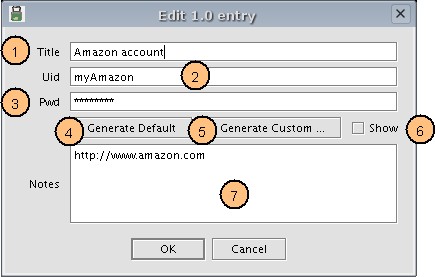 Edit 1.0 entry
1 Title Amazon account
Uid myAmazon 2
3 Pwd ********
4 Generate Default 5 Generate Custom ... Show 6
http://www.amazon.com
Notes 7
OK Cancel